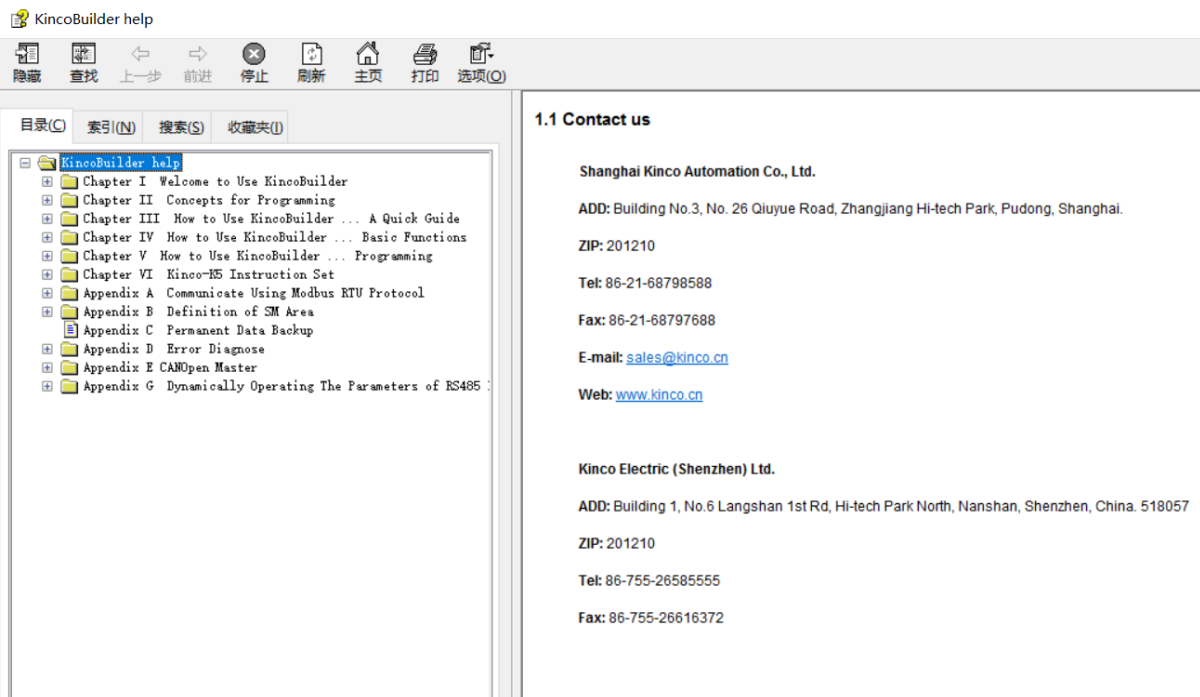 KincoBuilder help
隐藏 查找 上一步 前进 停止 刷新 主页 打印 选项(O)
目录(C) 索引(N) 搜索(S) 收藏夹(I)
KincoBuilder help
Chapter I Welcome to Use KincoBuilder
Chapter II Concepts for Programming
Chapter III How to Use KincoBuilder ... A Quick Guide
Chapter IV How to Use KincoBuilder ... Basic Functions
Chapter V How to Use KincoBuilder ... Programming
Chapter VI Kinco-K5 Instruction Set
Appendix A Communicate Using Modbus RTU Protocol
Appendix B Definition of SM Area
Appendix C Permanent Data Backup
Appendix D Error Diagnose
Appendix E CANOpen Master
Appendix G Dynamically Operating The Parameters of RS485
1.1 Contact us
Shanghai Kinco Automation Co., Ltd.
ADD: Building No.3, No. 26 Qiuyue Road, Zhangjiang Hi-tech Park, Pudong, Shanghai.
ZIP: 201210
Tel: 86-21-68798588
Fax: 86-21-68797688
E-mail: sales@kinco.cn
Web: www.kinco.cn
Kinco Electric (Shenzhen) Ltd.
ADD: Building 1, No.6 Langshan 1st Rd, Hi-tech Park North, Nanshan, Shenzhen, China. 518057
ZIP: 201210
Tel: 86-755-26585555
Fax: 86-755-26616372